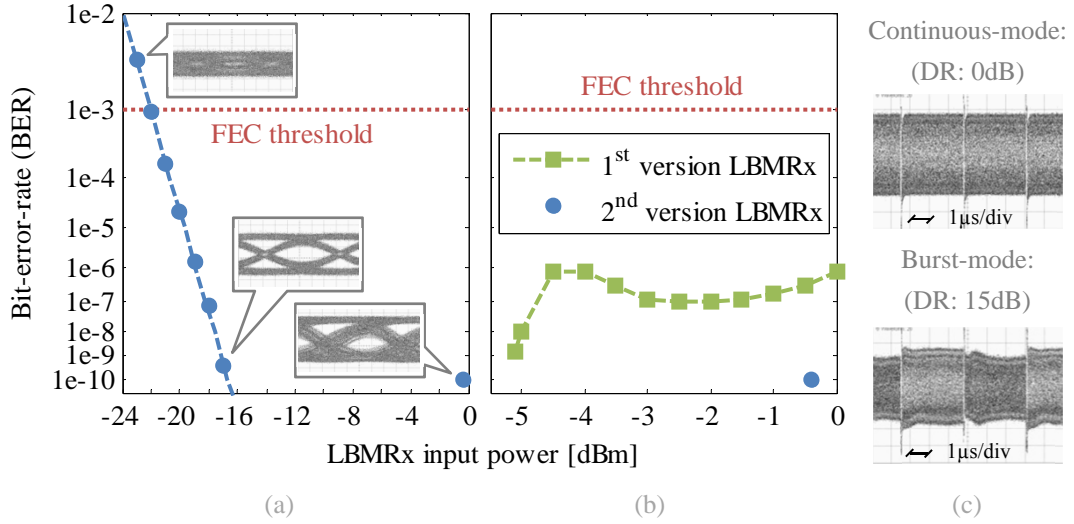 Bit-error-rate (BER)
1e-2
1e-3
1e-4
1e-5
1e-6
1e-7
1e-8
1e-9
1e-10
FEC threshold
-24 -20 -16 -12 -8 -4 0
FEC threshold
1st version LBMRx
2nd version LBMRx
-5 -4 -3 -2 -1 0
LBMRx input power [dBm]
Continuous-mode:
(DR: 0dB)
1µs/div
Burst-mode:
(DR: 15dB)
1µs/div
(a) (b) (c)